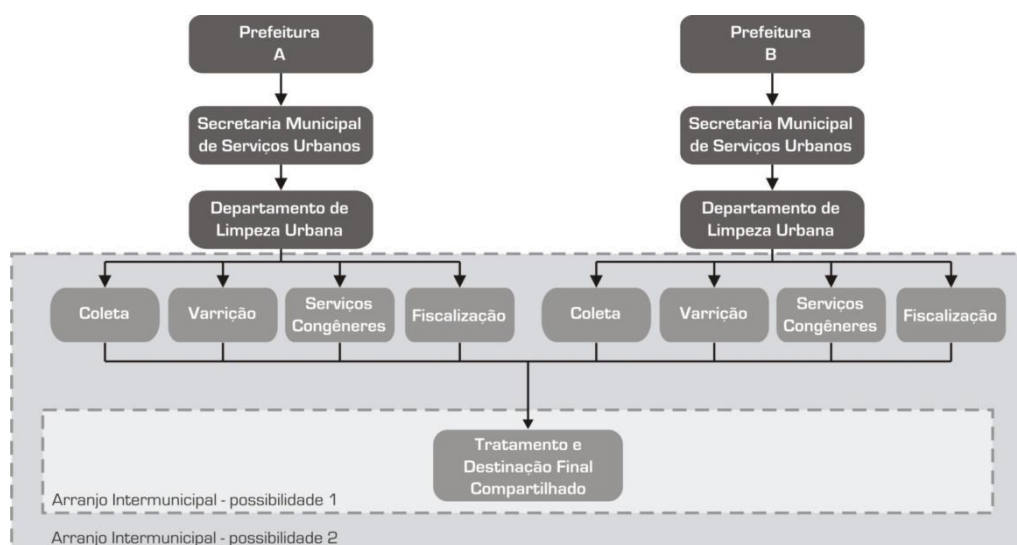 Prefeitura
A
Prefeitura
B
Secretaria Municipal
de Serviços Urbanos
Secretaria Municipal
de Serviços Urbanos
Departamento de
Limpeza Urbana
Departamento de
Limpeza Urbana
Coleta
Varrição
Serviços
Congêneres
Fiscalização
Coleta
Varrição
Serviços
Congêneres
Fiscalização
Tratamento e
Destinação Final
Compartilhado
Arranjo Intermunicipal - possibilidade 1
Arranjo Intermunicipal - possibilidade 2